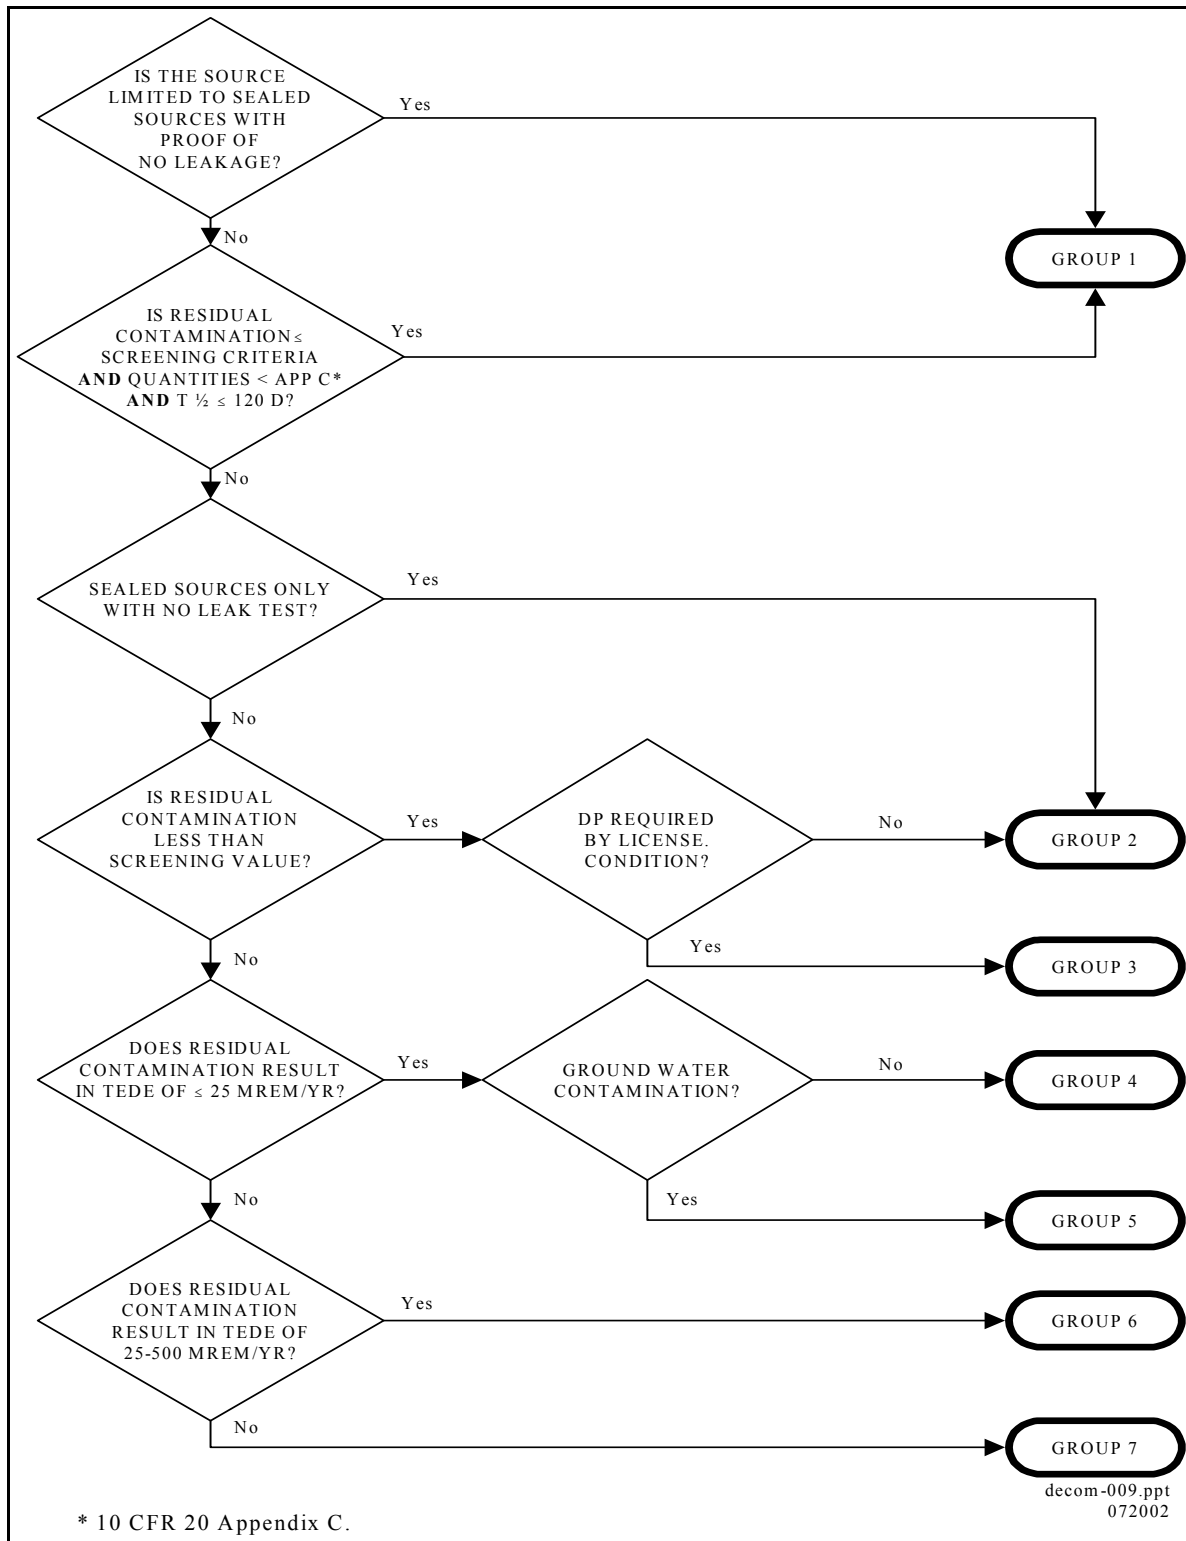 IS THE SOURCE
LIMITED TO SEALED
SOURCES WITH
PROOF OF
NO LEAKAGE?
Yes
No
GROUP 1
IS RESIDUAL
CONTAMINATION≤
SCREENING CRITERIA
AND QUANTITIES < APP C*
AND T ½ ≤ 120 D?
Yes
No
SEALED SOURCES ONLY
WITH NO LEAK TEST?
Yes
No
IS RESIDUAL
CONTAMINATION
LESS THAN
SCREENING VALUE?
Yes
No
DP REQUIRED
BY LICENSE.
CONDITION?
No
GROUP 2
Yes
GROUP 3
DOES RESIDUAL
CONTAMINATION RESULT
IN TEDE OF ≤ 25 MREM/YR?
Yes
No
GROUND WATER
CONTAMINATION?
No
GROUP 4
Yes
GROUP 5
DOES RESIDUAL
CONTAMINATION
RESULT IN TEDE OF
25-500 MREM/YR?
Yes
GROUP 6
No
GROUP 7
decom-009.ppt
072002
* 10 CFR 20 Appendix C.